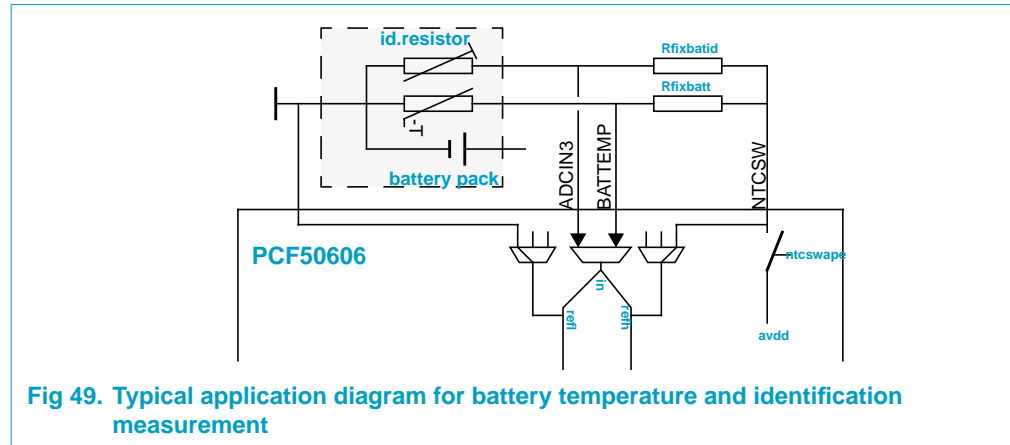 id.resistor
Rfixbatid
Rfixbatt
-T
battery pack
ADCIN3
BATTEMP
NTCSW
PCF50606
ntcswape
in
refl
refh
avdd
Fig 49. Typical application diagram for battery temperature and identification
measurement